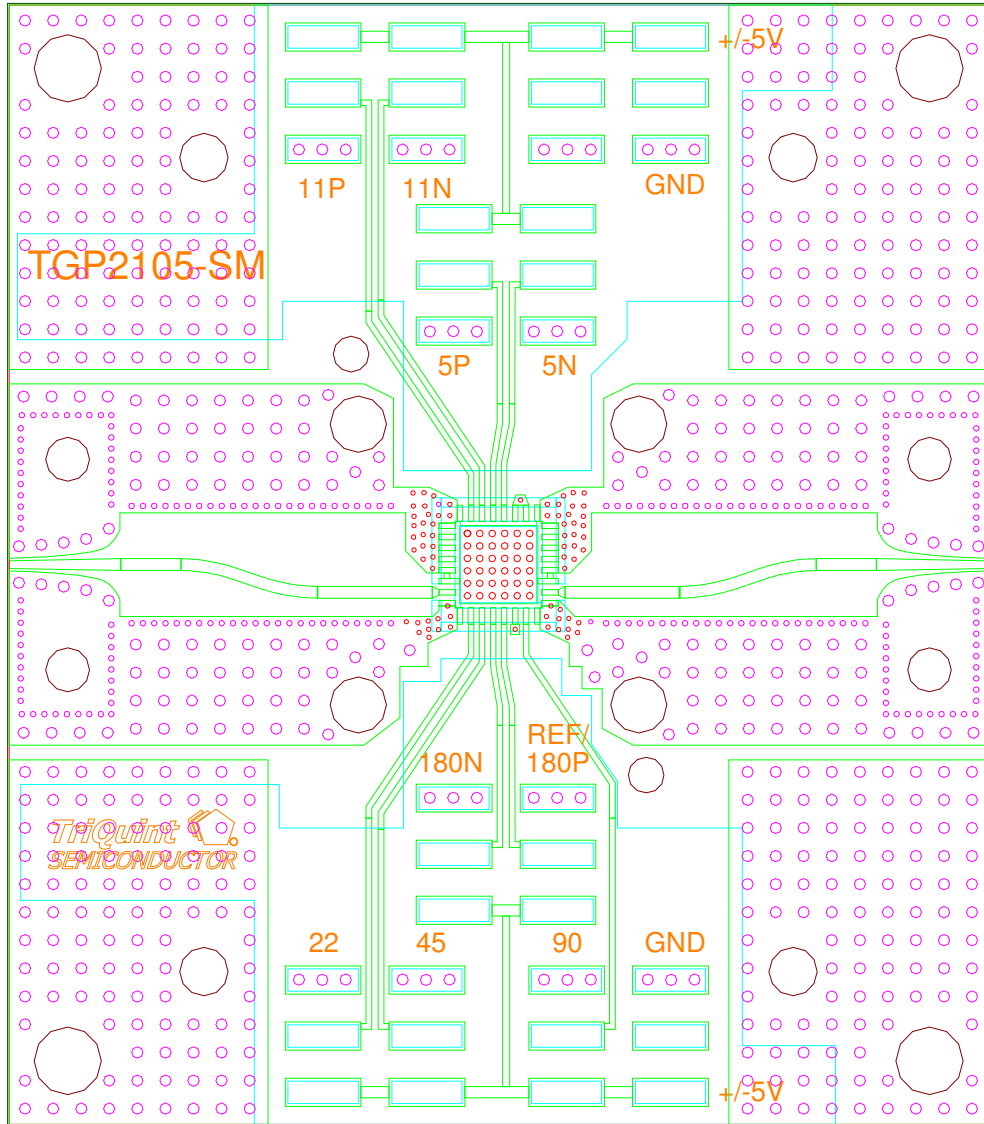 +/-5V
11P
11N
GND
TGP2105-SM
5P
5N
180N
REF/
180P
TriQuint
SEMICONDUCTOR
22
45
90
GND
+/-5V